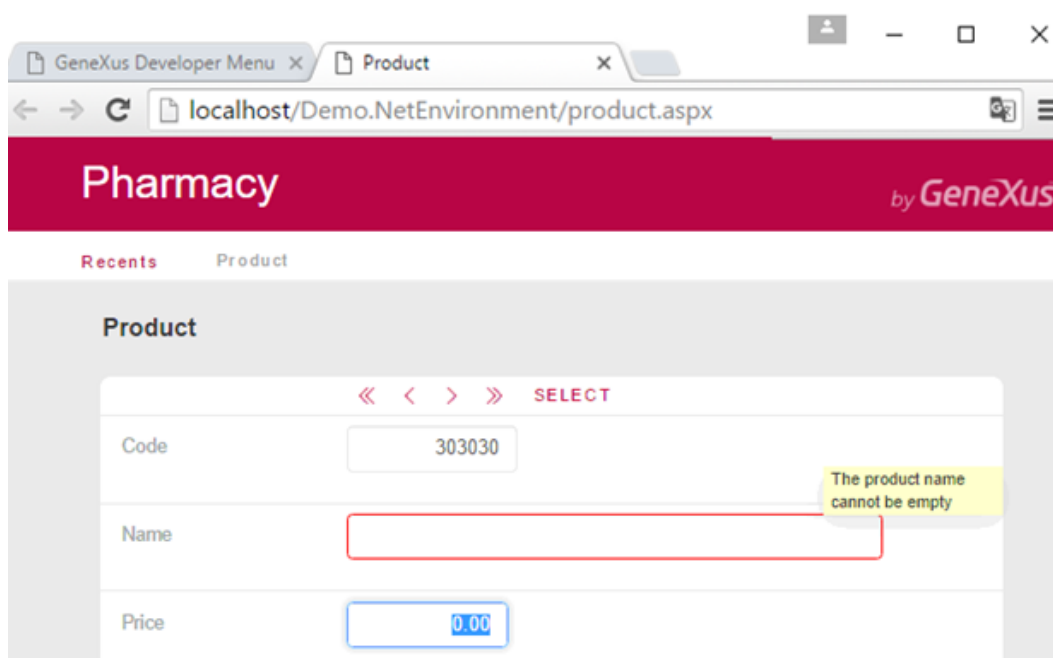 GeneXus Developer Menu
Product
localhost/Demo.NetEnvironment/product.aspx
Pharmacy
by GeneXus
Recents
Product
Product
SELECT
Code
303030
The product name
cannot be empty
Name
Price
0.00